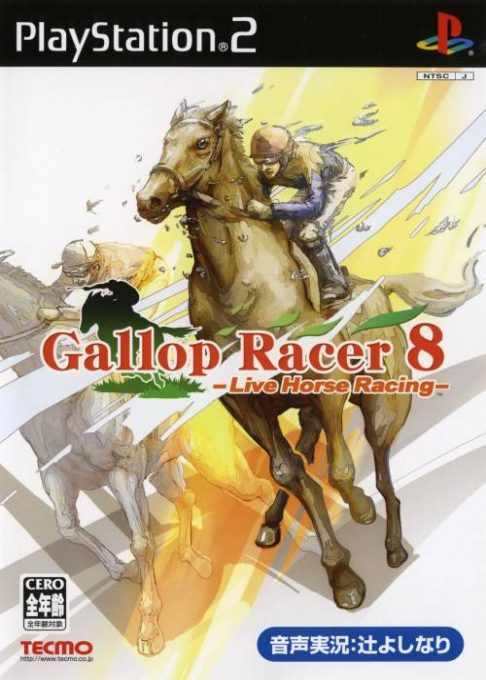 PlayStation®2
NTSC J
Gallop Racer 8
-Live Horse Racing-™
CERO
全年齢
全年齢対象
TECMO
http://www.tecmo.co.jp
音声実況:辻よしなり